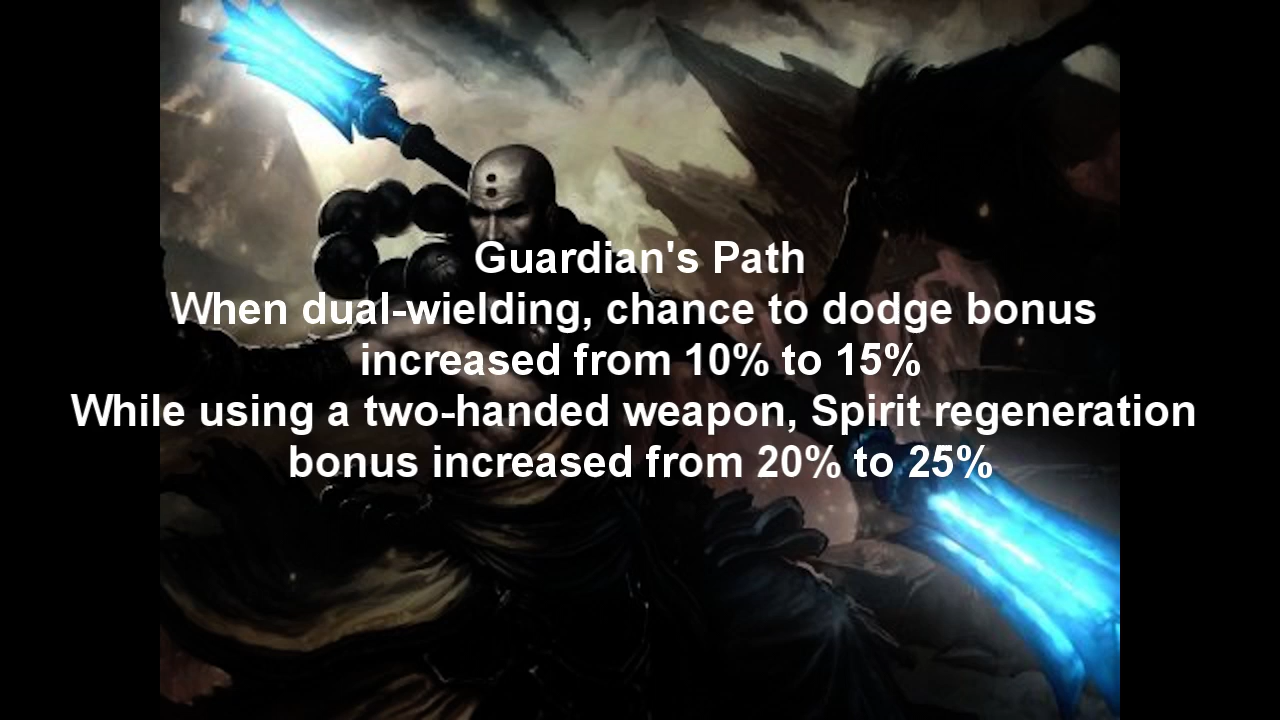 Guardian's Path
When dual-wielding, chance to dodge bonus
increased from 10% to 15%
While using a two-handed weapon, Spirit regeneration
bonus increased from 20% to 25%